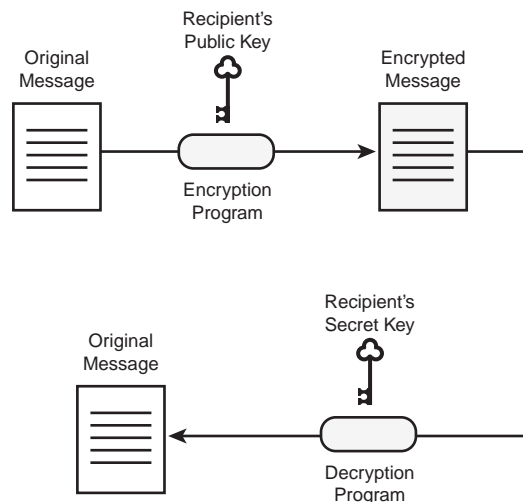 Recipient's
Public Key
Original
Message
Encrypted
Message
Encryption
Program
Recipient's
Secret Key
Original
Message
Decryption
Program